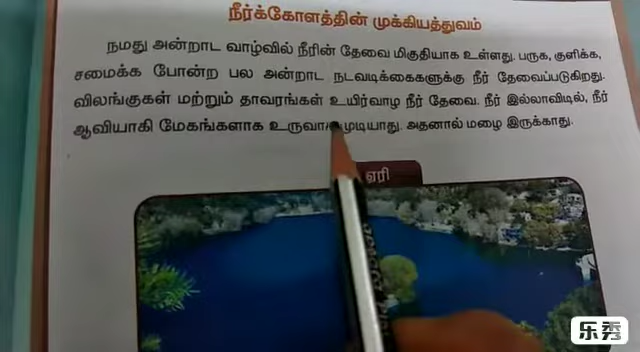 நீர்க்கோளத்தின் முக்கியத்துவம்
நமது அன்றாட வாழ்வில் நீரின் தேவை மிகுதியாக உள்ளது. பருக, குளிக்க,
சமைக்க போன்ற பல அன்றாட நடவடிக்கைகளுக்கு நீர் தேவைப்படுகிறது.
விலங்குகள் மற்றும் தாவரங்கள் உயிர்வாழ நீர் தேவை. நீர் இல்லாவிடில், நீர்
ஆவியாகி மேகங்களாக முடியாது. அதனால் மழை இருக்காது.
ஏரி
乐秀